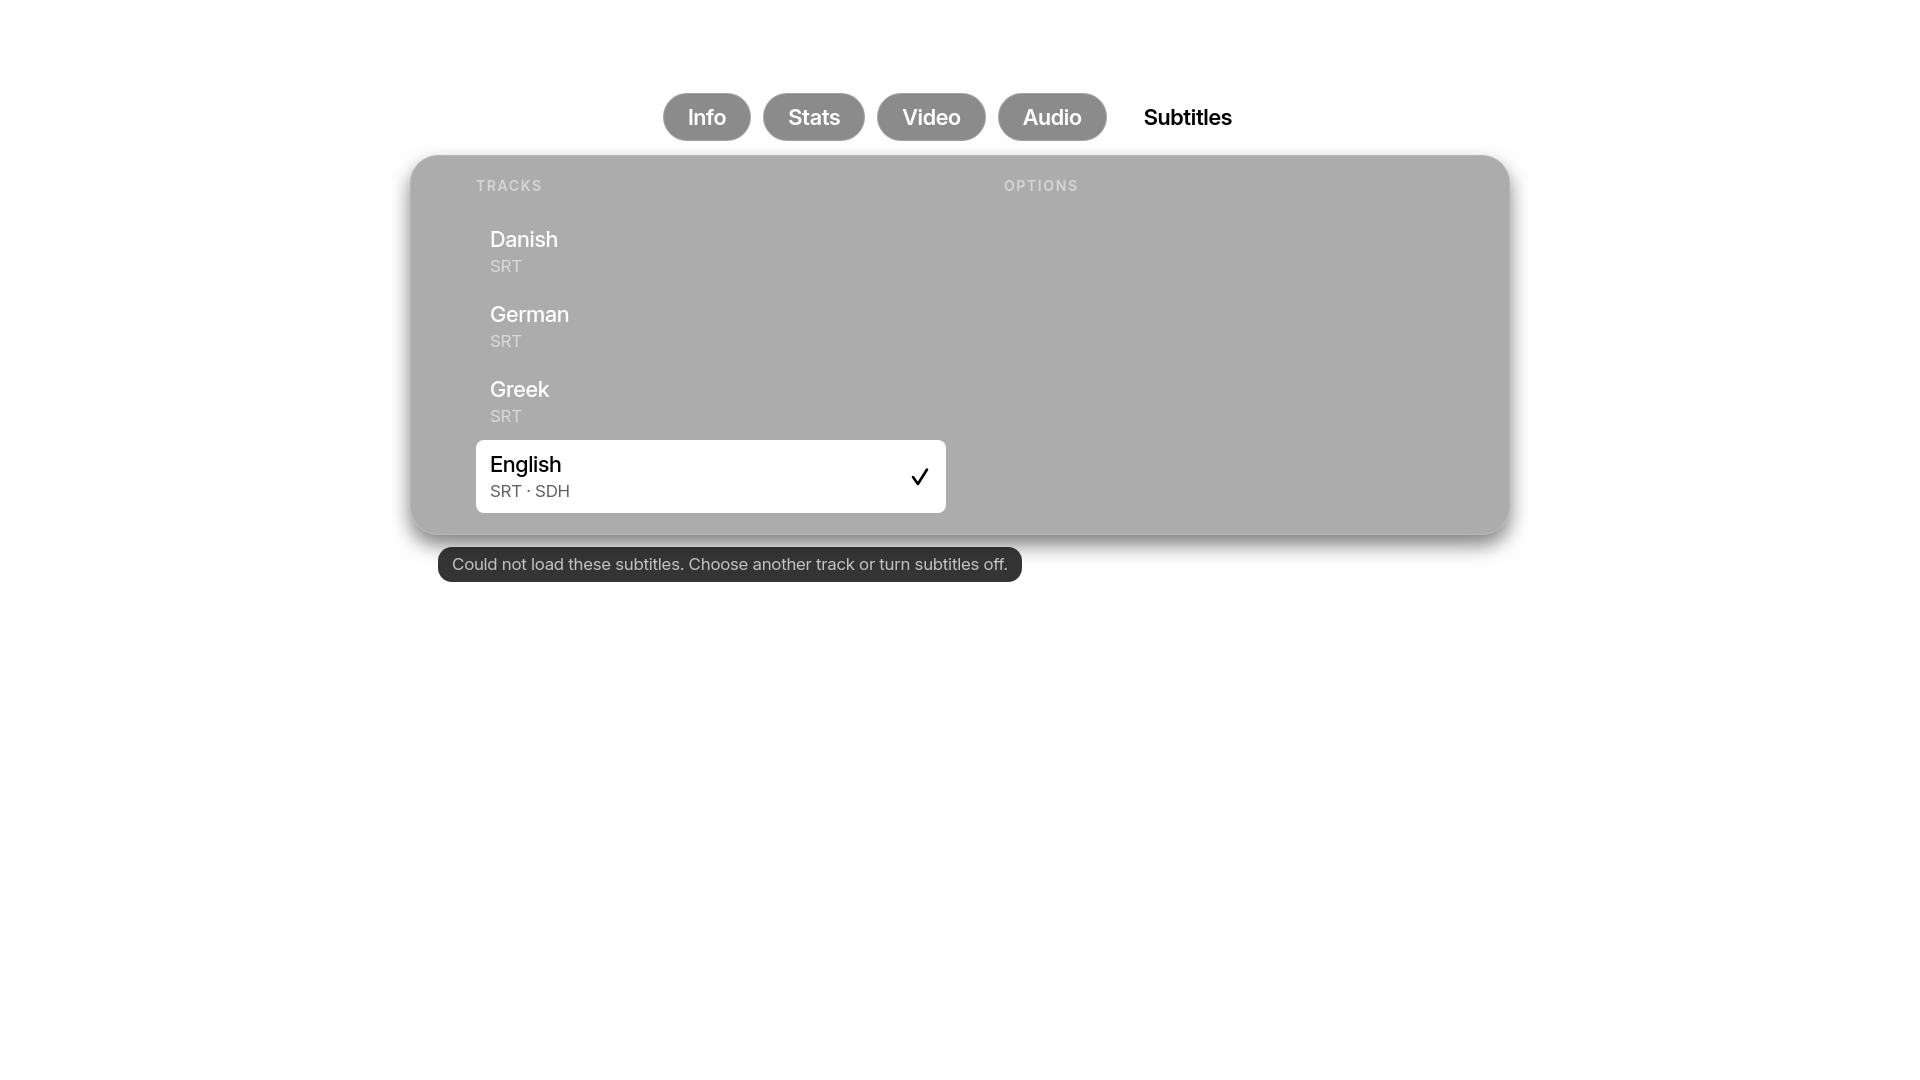 Info
Stats
Video
Audio
Subtitles
TRACKS
OPTIONS
Danish
SRT
German
SRT
Greek
SRT
English
SRT · SDH
Could not load these subtitles. Choose another track or turn subtitles off.